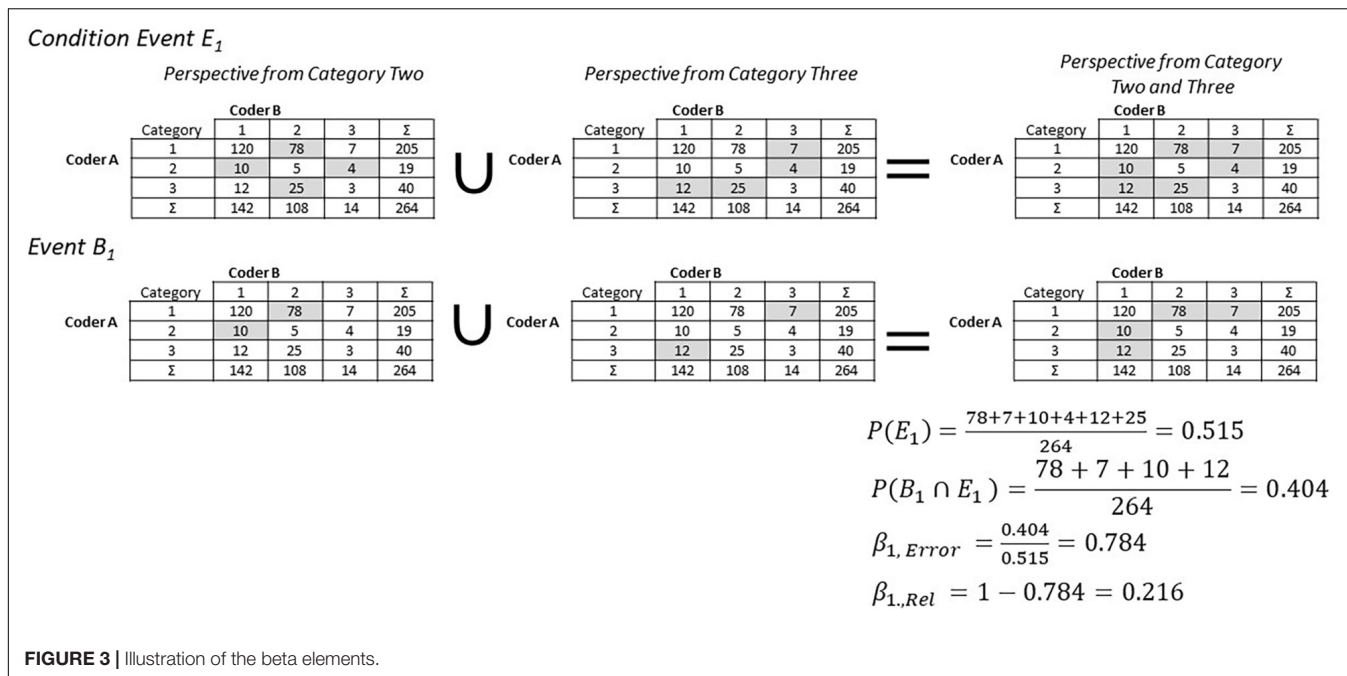 Condition Event E1
Perspective from Category Two
Perspective from Category Three
Perspective from Category Two and Three
Coder B
Category 1 2 3 Σ
Coder A
1 120 78 7 205
2 10 5 4 19
3 12 25 3 40
Σ 142 108 14 264
∪
Coder B
Category 1 2 3 Σ
Coder A
1 120 78 7 205
2 10 5 4 19
3 12 25 3 40
Σ 142 108 14 264
=
Coder B
Category 1 2 3 Σ
Coder A
1 120 78 7 205
2 10 5 4 19
3 12 25 3 40
Σ 142 108 14 264
Event B1
Coder B
Category 1 2 3 Σ
Coder A
1 120 78 7 205
2 10 5 4 19
3 12 25 3 40
Σ 142 108 14 264
∪
Coder B
Category 1 2 3 Σ
Coder A
1 120 78 7 205
2 10 5 4 19
3 12 25 3 40
Σ 142 108 14 264
=
Coder B
Category 1 2 3 Σ
Coder A
1 120 78 7 205
2 10 5 4 19
3 12 25 3 40
Σ 142 108 14 264
P(E1) = 78+7+10+4+12+25 / 264 = 0.515
P(B1 ∩ E1) = 78 + 7 + 10 + 12 / 264 = 0.404
β1, Error = 0.404 / 0.515 = 0.784
β1.,Rel = 1 − 0.784 = 0.216
FIGURE 3 | Illustration of the beta elements.